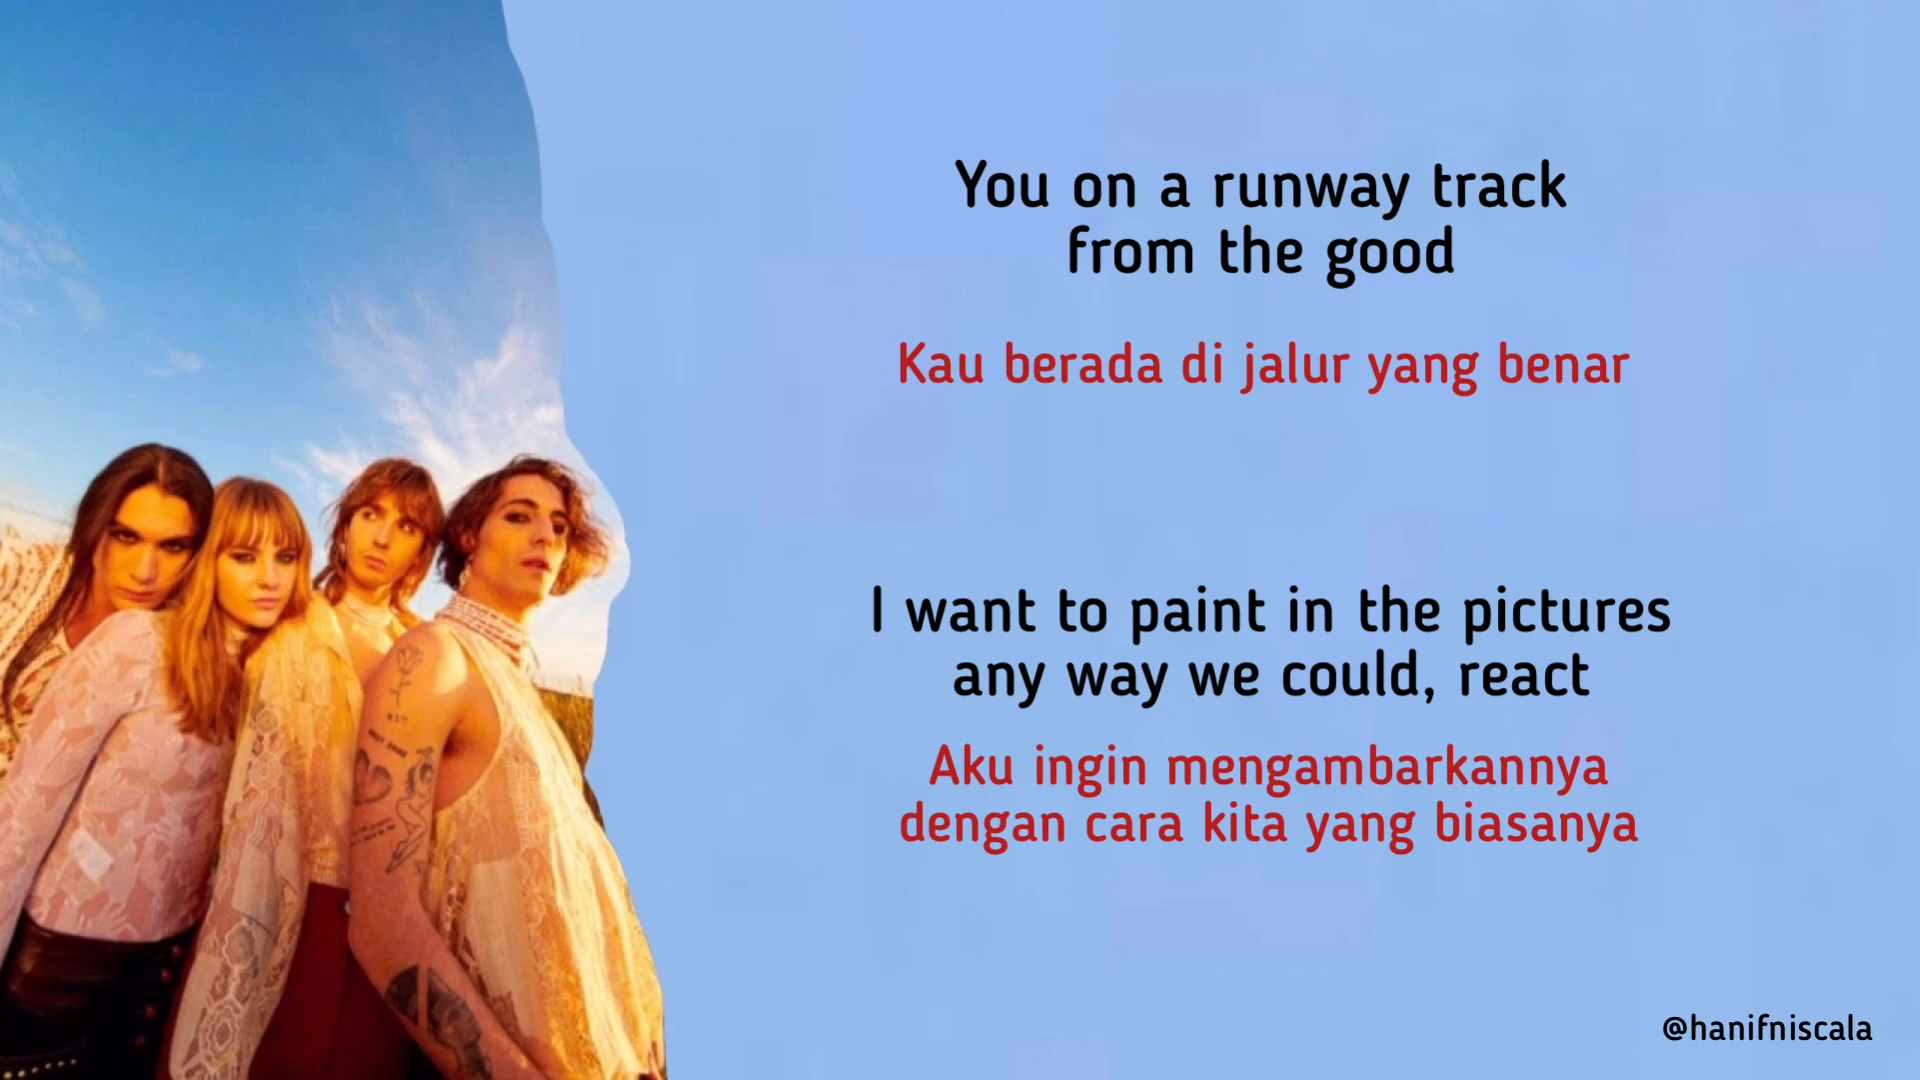 You on a runway track
from the good
Kau berada di jalur yang benar
I want to paint in the pictures
any way we could, react
Aku ingin mengambarkannya
dengan cara kita yang biasanya
@hanifniscala